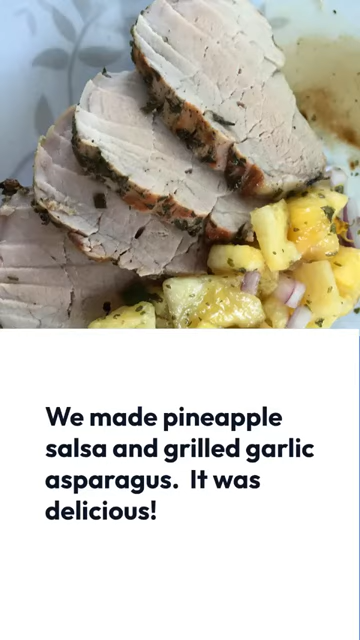 We made pineapple
salsa and grilled garlic
asparagus.  It was
delicious!